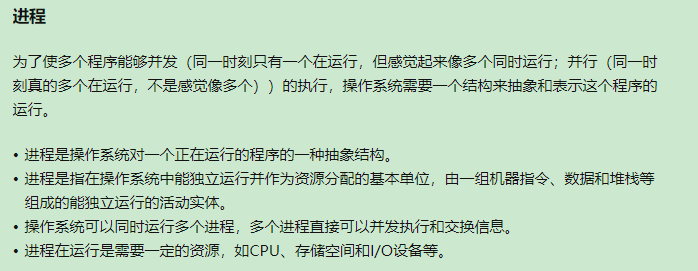 进程
为了使多个程序能够并发（同一时刻只有一个在运行，但感觉起来像多个同时运行；并行（同一时
刻真的多个在运行，不是感觉像多个））的执行，操作系统需要一个结构来抽象和表示这个程序的
运行。
• 进程是操作系统对一个正在运行的程序的一种抽象结构。
• 进程是指在操作系统中能独立运行并作为资源分配的基本单位，由一组机器指令、数据和堆栈等
组成的能独立运行的活动实体。
• 操作系统可以同时运行多个进程，多个进程直接可以并发执行和交换信息。
• 进程在运行是需要一定的资源，如CPU、存储空间和I/O设备等。